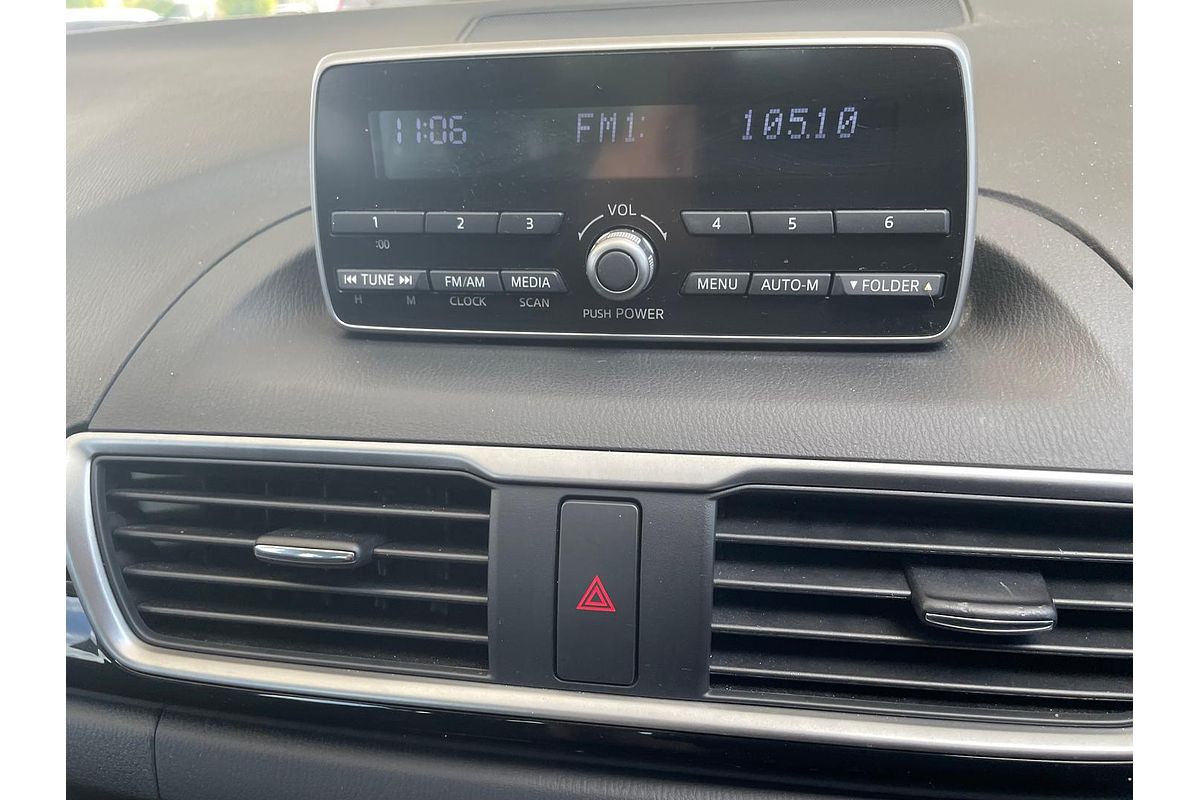 11:06 FM1: 105.10
VOL
1 2 3 4 5 6
:00
⏮ TUNE ⏭ FM/AM MEDIA MENU AUTO-M ▼ FOLDER ▲
H M CLOCK SCAN
PUSH POWER